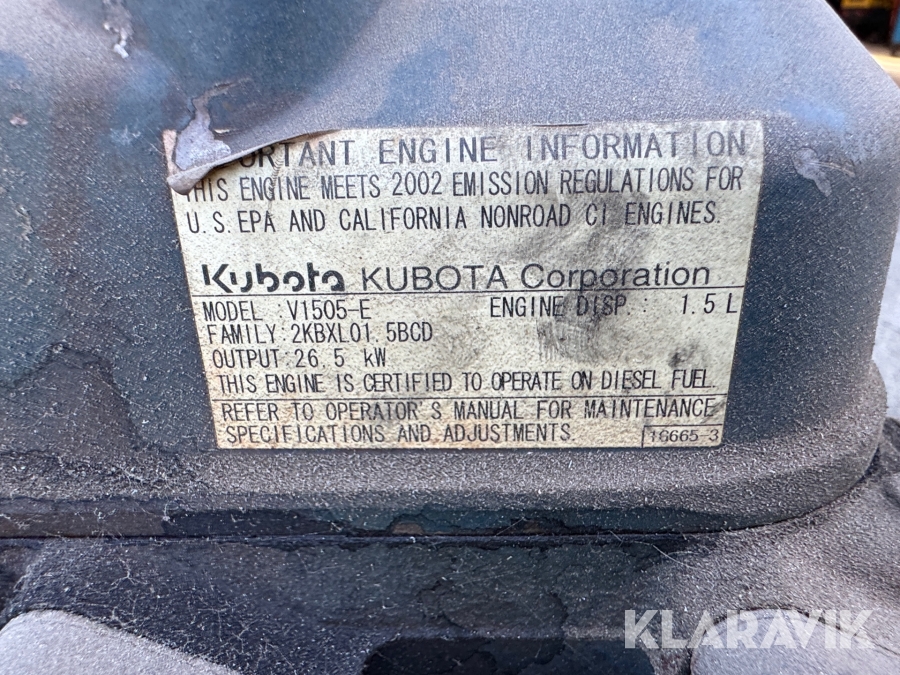 ORTANT ENGINE INFORMATION
THIS ENGINE MEETS 2002 EMISSION REGULATIONS FOR
U.S. EPA AND CALIFORNIA NONROAD CI ENGINES.
Kubota KUBOTA Corporation
MODEL : V1505-E ENGINE DISP. : 1.5 L
FAMILY:2KBXL01.5BCD
OUTPUT:26.5 kW
THIS ENGINE IS CERTIFIED TO OPERATE ON DIESEL FUEL.
REFER TO OPERATOR'S MANUAL FOR MAINTENANCE
SPECIFICATIONS AND ADJUSTMENTS.
16665-3
KLARAVIK